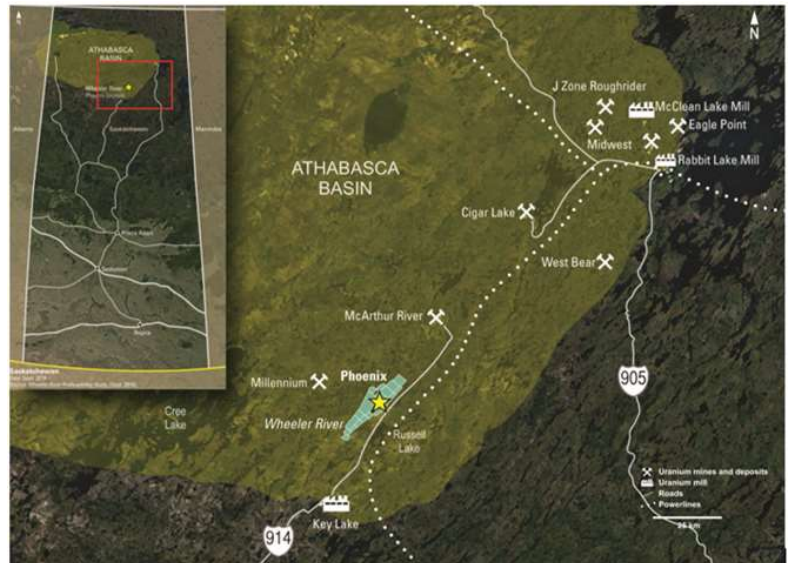 N
ATHABASCA
BASIN
Wheeler River
Alberta
Saskatchewan
Manitoba
Saskatoon
Regina
Saskatchewan
N
J Zone Roughrider
McClean Lake Mill
Eagle Point
Midwest
Rabbit Lake Mill
ATHABASCA
BASIN
Cigar Lake
West Bear
McArthur River
Millennium
Phoenix
905
Cree
Lake
Wheeler River
Russell
Lake
Key Lake
914
Uranium mines and deposits
Uranium mill
Roads
Powerlines
25 km